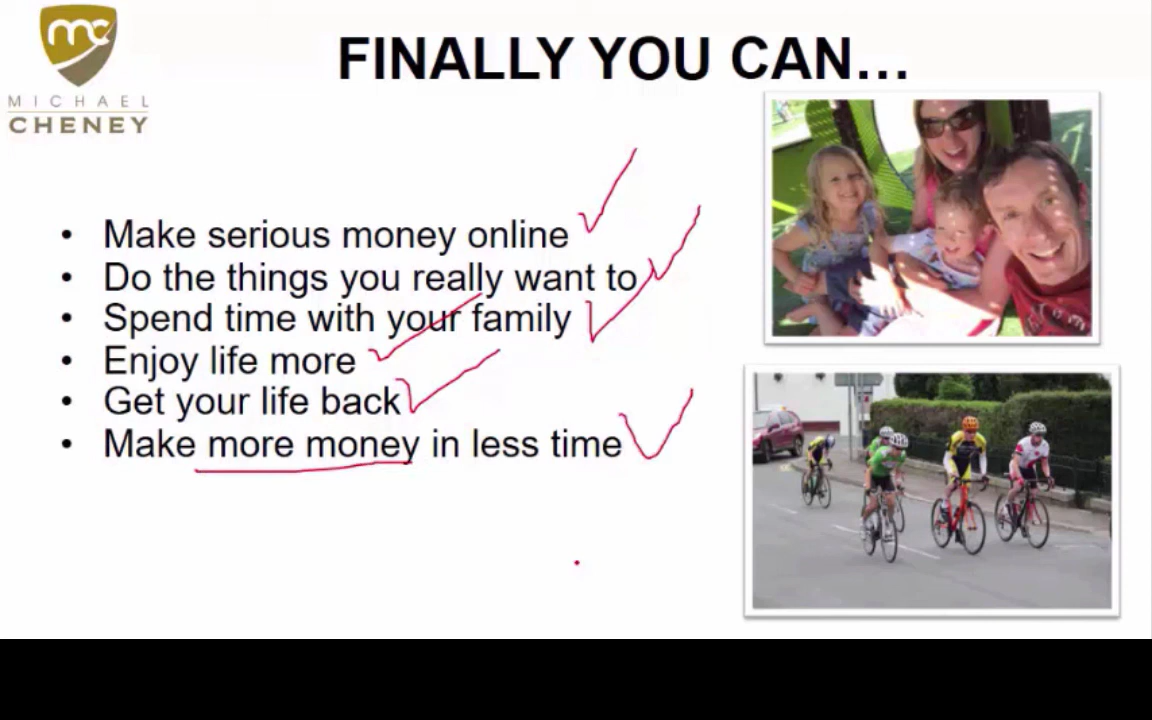 mc
MICHAEL
CHENEY
FINALLY YOU CAN...
• Make serious money online
• Do the things you really want to
• Spend time with your family
• Enjoy life more
• Get your life back
• Make more money in less time